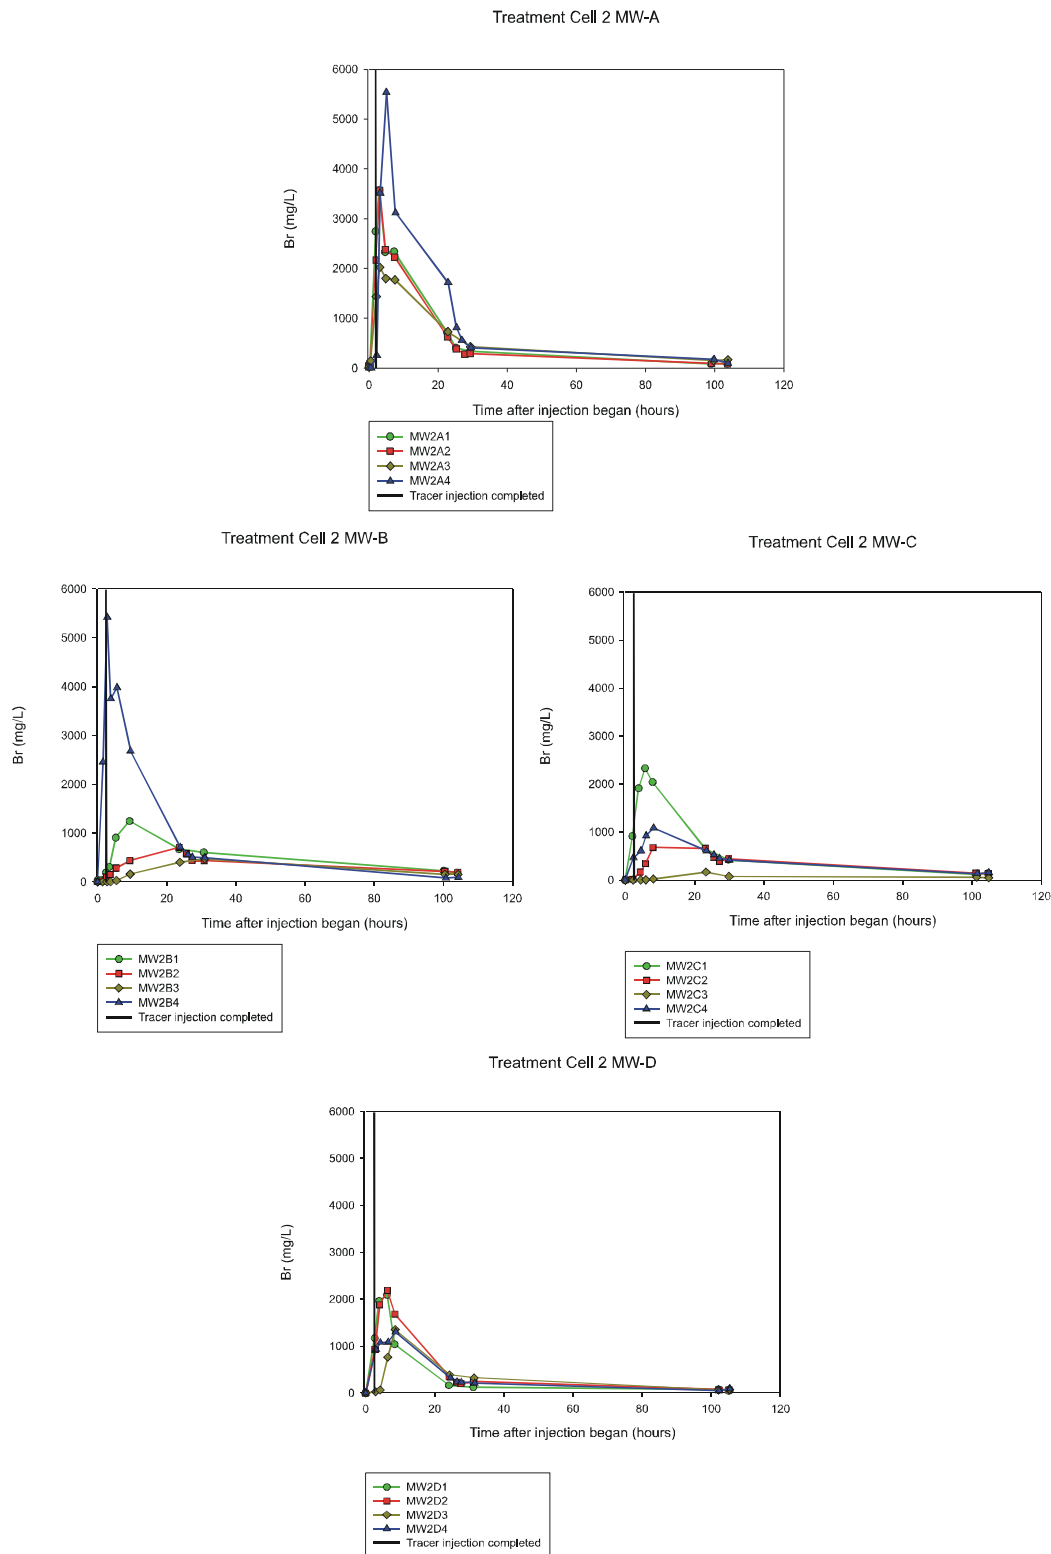 Treatment Cell 2 MW-A
6000
5000
4000
3000
2000
1000
0
Br (mg/L)
0 20 40 60 80 100 120
Time after injection began (hours)
MW2A1
MW2A2
MW2A3
MW2A4
Tracer injection completed
Treatment Cell 2 MW-B
6000
5000
4000
3000
2000
1000
0
Br (mg/L)
0 20 40 60 80 100 120
Time after injection began (hours)
MW2B1
MW2B2
MW2B3
MW2B4
Tracer injection completed
Treatment Cell 2 MW-C
6000
5000
4000
3000
2000
1000
0
Br (mg/L)
0 20 40 60 80 100 120
Time after injection began (hours)
MW2C1
MW2C2
MW2C3
MW2C4
Tracer injection completed
Treatment Cell 2 MW-D
6000
5000
4000
3000
2000
1000
0
Br (mg/L)
0 20 40 60 80 100 120
Time after injection began (hours)
MW2D1
MW2D2
MW2D3
MW2D4
Tracer injection completed